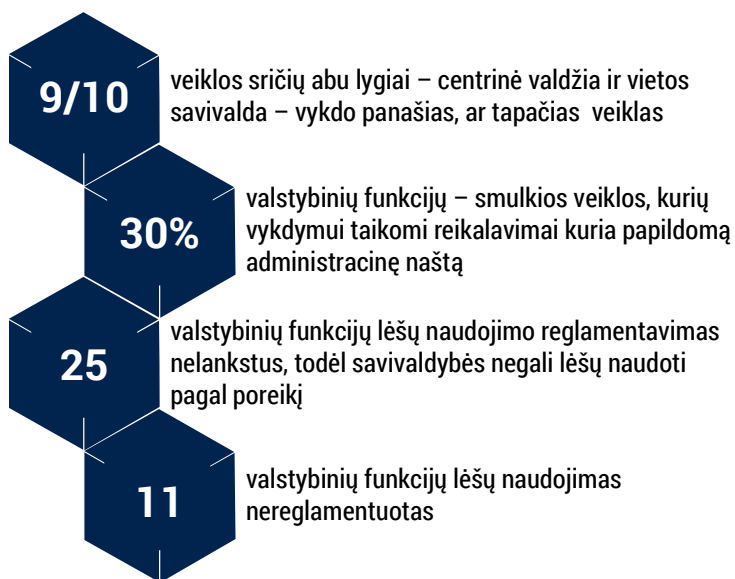 9/10
veiklos sričių abu lygiai – centrinė valdžia ir vietos
savivalda – vykdo panašias, ar tapačias veiklas
30%
valstybinių funkcijų – smulkios veiklos, kurių
vykdymui taikomi reikalavimai kuria papildomą
administracinę naštą
25
valstybinių funkcijų lėšų naudojimo reglamentavimas
nelankstus, todėl savivaldybės negali lėšų naudoti
pagal poreikį
11
valstybinių funkcijų lėšų naudojimas
nereglamentuotas